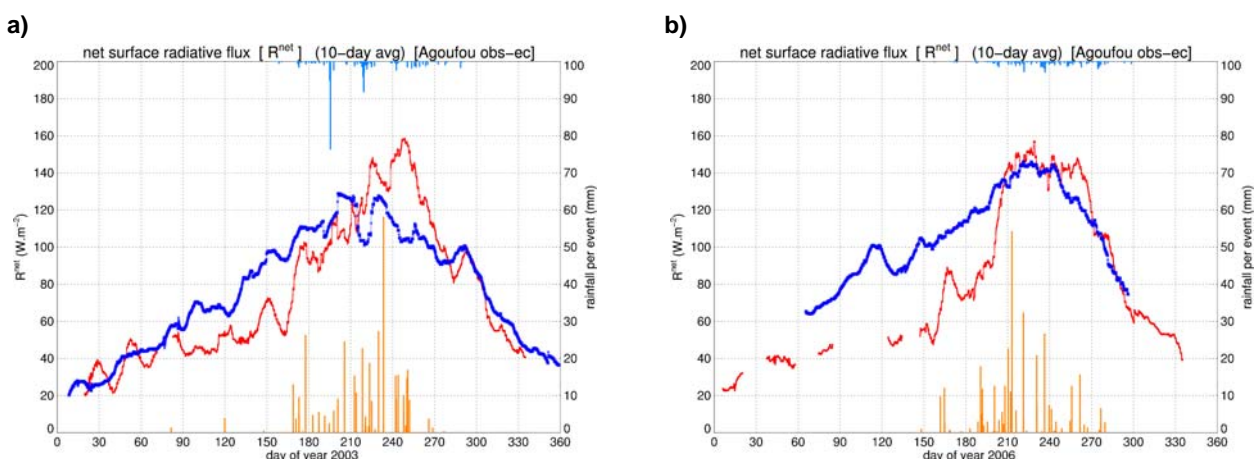 a)
net surface radiative flux [ Rnet ] (10−day avg) [Agoufou obs−ec]
200 180 160 140 120 100 80 60 40 20 0
Rnet (W.m−2)
100 90 80 70 60 50 40 30 20 10 0
rainfall per event (mm)
0 30 60 90 120 150 180 210 240 270 300 330 360
day of year 2003
b)
net surface radiative flux [ Rnet ] (10−day avg) [Agoufou obs−ec]
200 180 160 140 120 100 80 60 40 20 0
Rnet (W.m−2)
100 90 80 70 60 50 40 30 20 10 0
rainfall per event (mm)
0 30 60 90 120 150 180 210 240 270 300 330 360
day of year 2006